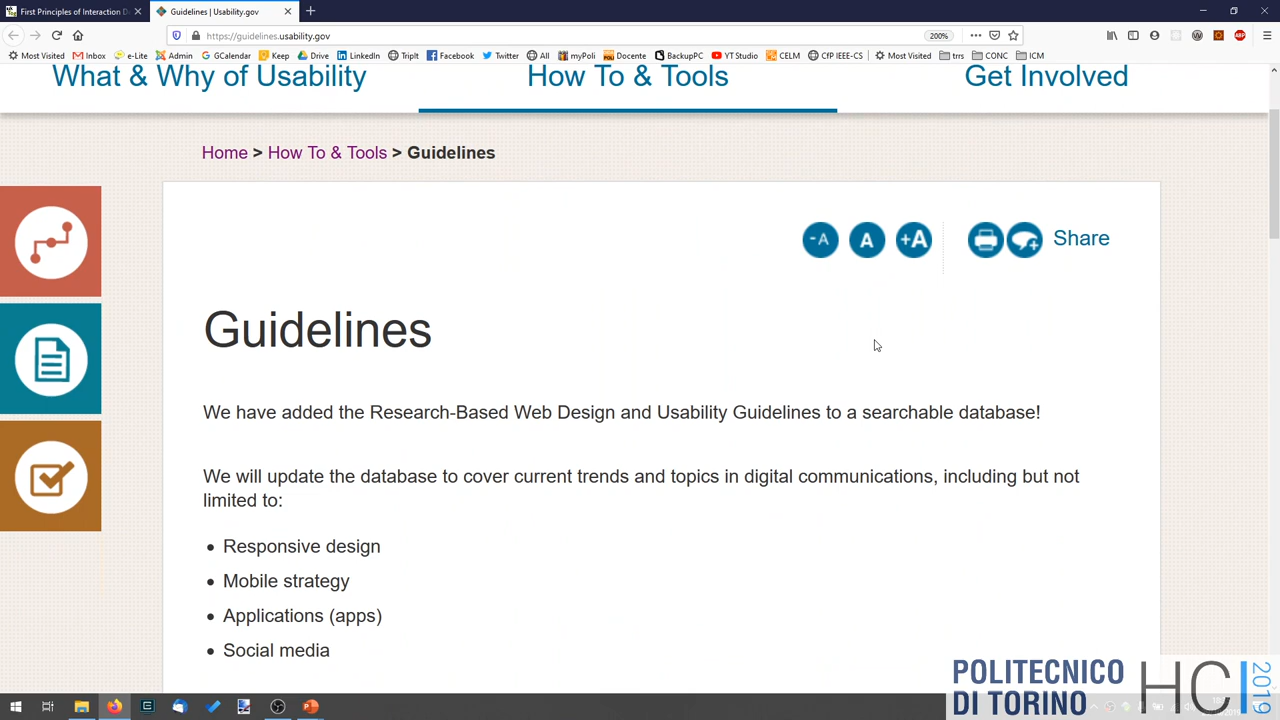 First Principles of Interaction D
Guidelines | Usability.gov
https://guidelines.usability.gov
200%
Most Visited
Inbox
e-Lite
Admin
GCalendar
Keep
Drive
LinkedIn
TripIt
Facebook
Twitter
All
myPoli
Docente
BackupPC
YT Studio
CELM
CfP IEEE-CS
Most Visited
trrs
CONC
ICM
What & Why of Usability
How To & Tools
Get Involved
Home > How To & Tools > Guidelines
-A
A
+A
Share
Guidelines
We have added the Research-Based Web Design and Usability Guidelines to a searchable database!
We will update the database to cover current trends and topics in digital communications, including but not
limited to:
Responsive design
Mobile strategy
Applications (apps)
Social media
POLITECNICO
DI TORINO
HCI
2019